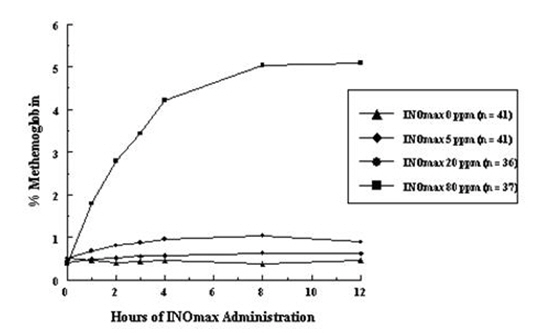 6
5
4
3
2
1
0
0 2 4 6 8 10 12
% Methemoglobin
Hours of INOmax Administration
INOmax 0 ppm (n = 41)
INOmax 5 ppm (n = 41)
INOmax 20 ppm (n = 36)
INOmax 80 ppm (n = 37)